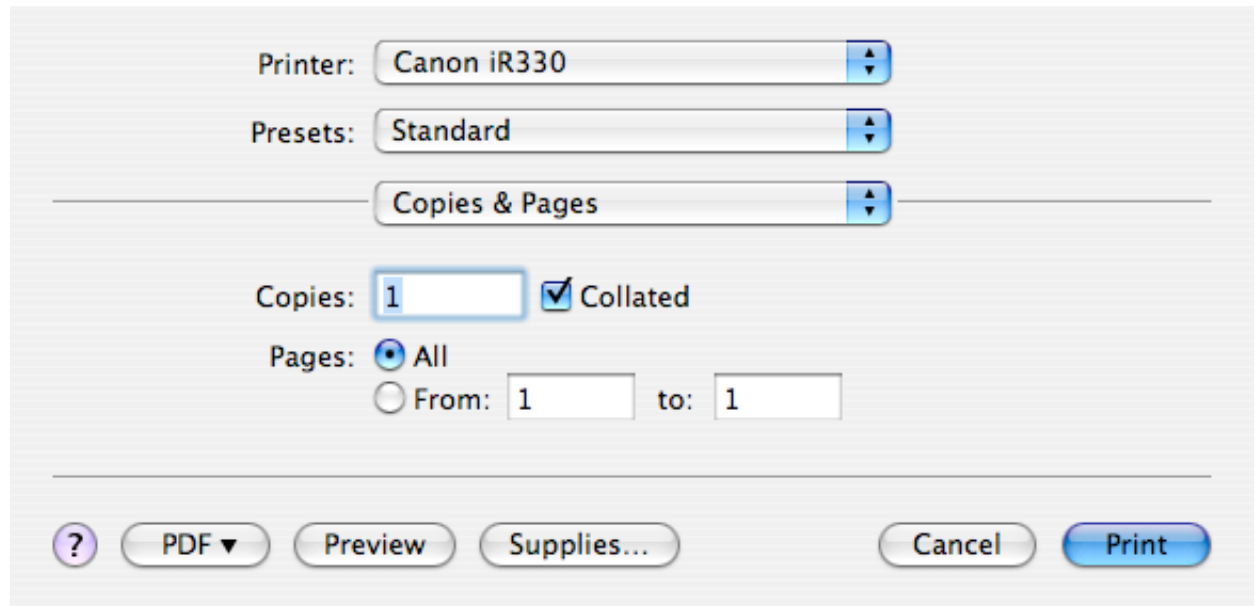 Printer: Canon iR330
Presets: Standard
Copies & Pages
Copies: 1 Collated
Pages: All
From: 1 to: 1
? PDF ▼ Preview Supplies... Cancel Print